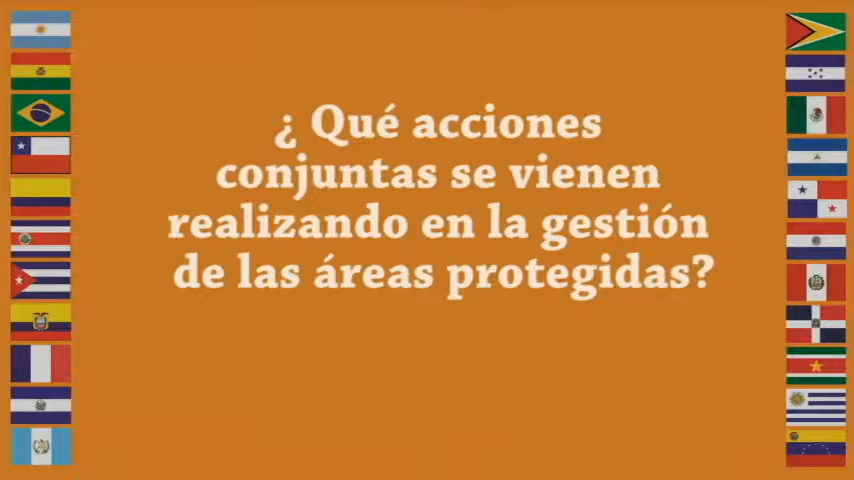 ¿ Qué acciones
conjuntas se vienen
realizando en la gestión
de las áreas protegidas?